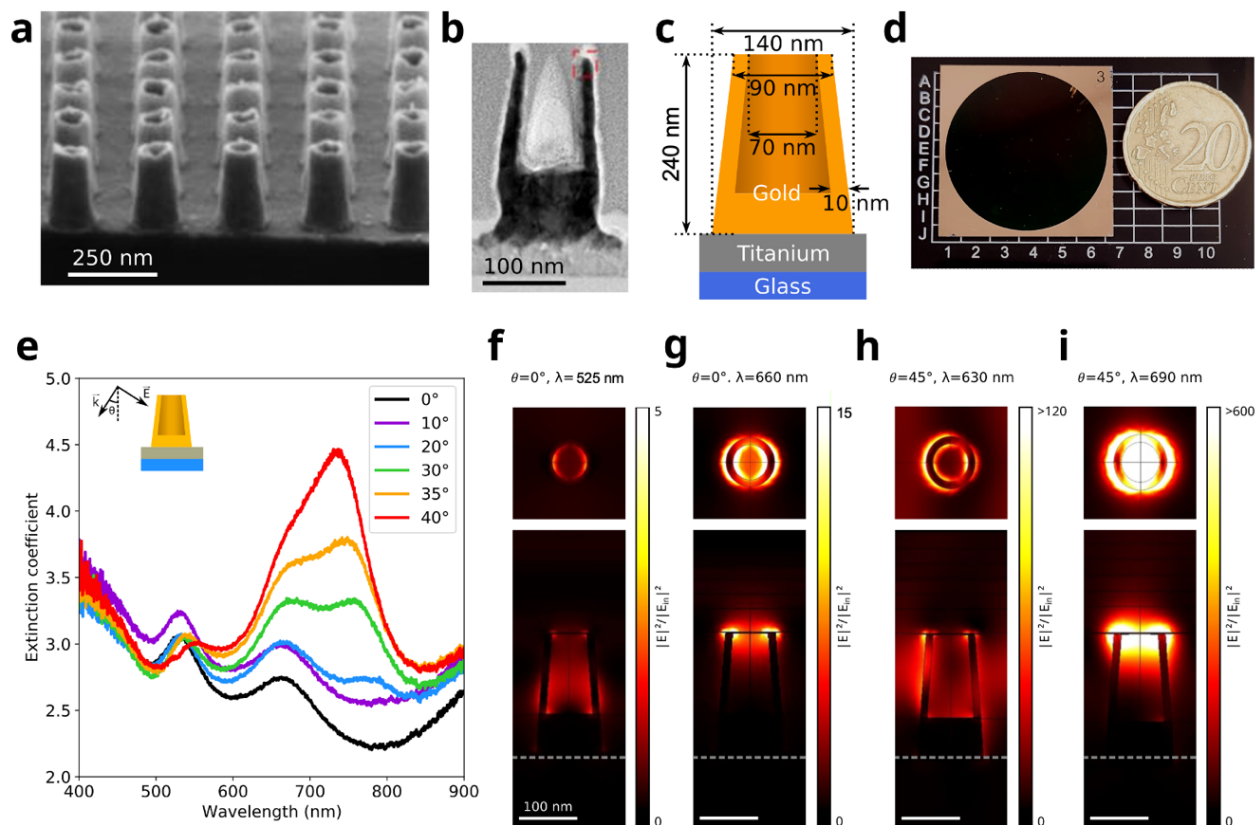 a
250 nm
b
100 nm
c
140 nm
90 nm
240 nm
70 nm
Gold
10 nm
Titanium
Glass
d
3
A
B
C
D
E
F
G
H
I
J
1 2 3 4 5 6 7 8 9 10
20
CENT
e
5.0
4.5
4.0
3.5
3.0
2.5
2.0
Extinction coefficient
k⃗
θ
E⃗
0°
10°
20°
30°
35°
40°
400 500 600 700 800 900
Wavelength (nm)
f
θ=0°, λ= 525 nm
5
|E|²/|Eᵢₙ|²
0
100 nm
g
θ=0°. λ=660 nm
15
|E|²/|Eᵢₙ|²
0
h
θ=45°, λ=630 nm
>120
|E|²/|Eᵢₙ|²
0
i
θ=45°, λ=690 nm
>600
|E|²/|Eᵢₙ|²
0